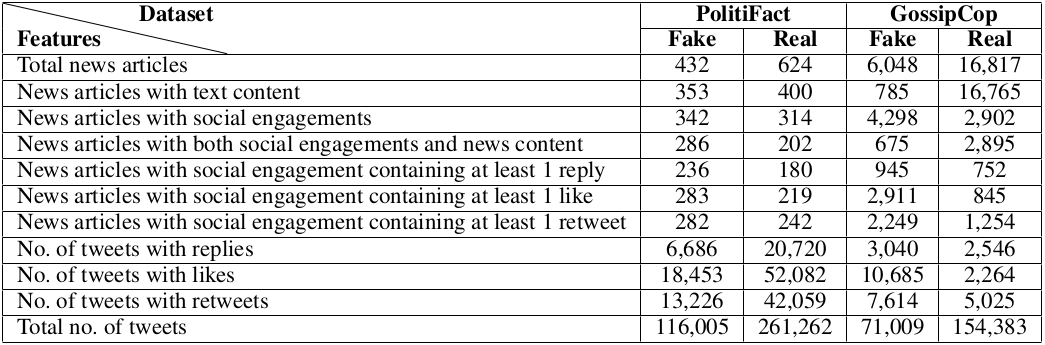 Dataset PolitiFact GossipCop
Features Fake Real Fake Real
Total news articles 432 624 6,048 16,817
News articles with text content 353 400 785 16,765
News articles with social engagements 342 314 4,298 2,902
News articles with both social engagements and news content 286 202 675 2,895
News articles with social engagement containing at least 1 reply 236 180 945 752
News articles with social engagement containing at least 1 like 283 219 2,911 845
News articles with social engagement containing at least 1 retweet 282 242 2,249 1,254
No. of tweets with replies 6,686 20,720 3,040 2,546
No. of tweets with likes 18,453 52,082 10,685 2,264
No. of tweets with retweets 13,226 42,059 7,614 5,025
Total no. of tweets 116,005 261,262 71,009 154,383